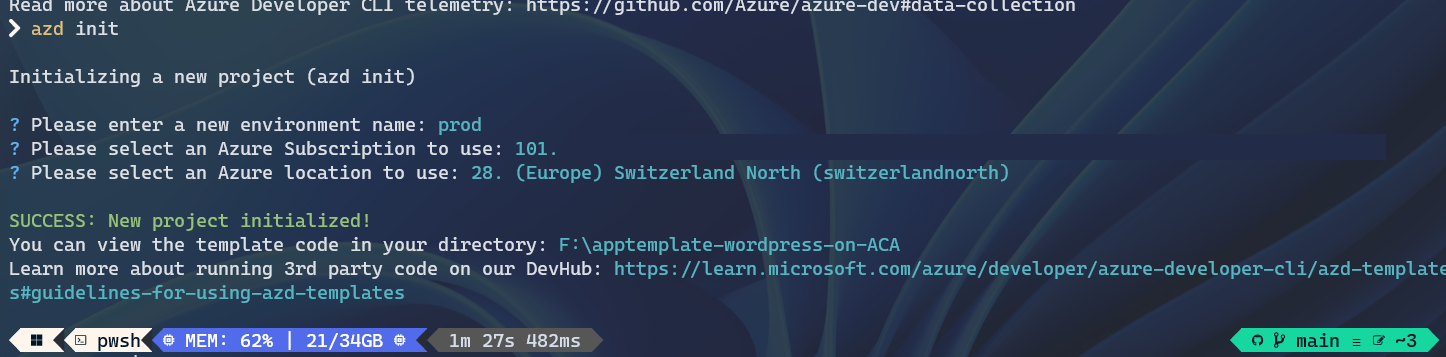 Read more about Azure Developer CLI telemetry: https://github.com/Azure/azure-dev#data-collection
❯ azd init
Initializing a new project (azd init)
? Please enter a new environment name: prod
? Please select an Azure Subscription to use: 101.
? Please select an Azure location to use: 28. (Europe) Switzerland North (switzerlandnorth)
SUCCESS: New project initialized!
You can view the template code in your directory: F:\apptemplate-wordpress-on-ACA
Learn more about running 3rd party code on our DevHub: https://learn.microsoft.com/azure/developer/azure-developer-cli/azd-template
s#guidelines-for-using-azd-templates
pwsh MEM: 62% | 21/34GB 1m 27s 482ms main ≡ ~3